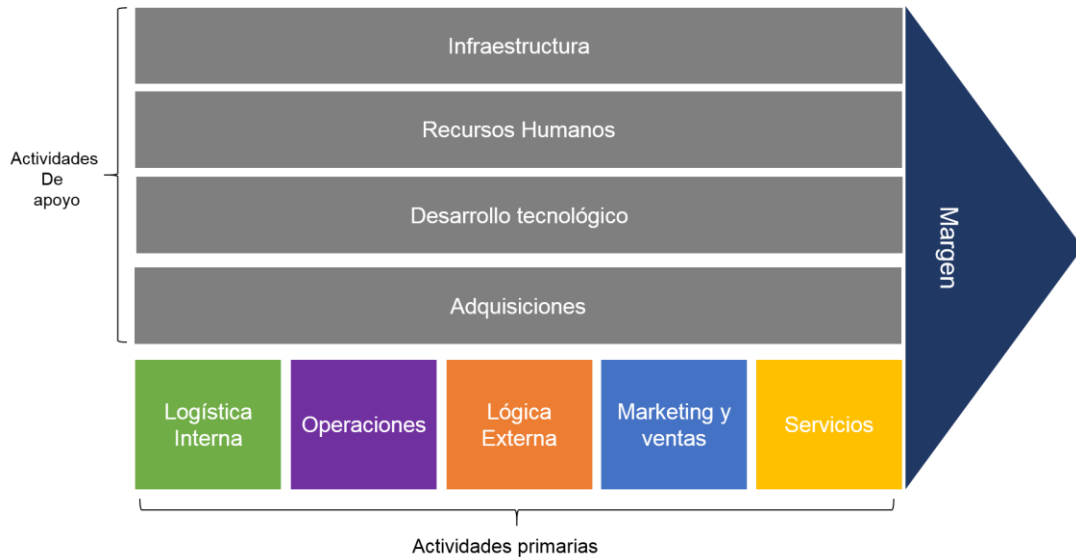 Infraestructura
Recursos Humanos
Actividades
De
apoyo
Desarrollo tecnológico
Margen
Adquisiciones
Logística
Interna
Operaciones
Lógica
Externa
Marketing y
ventas
Servicios
Actividades primarias